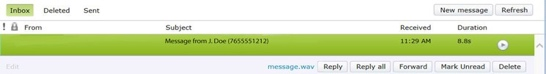 Inbox Deleted Sent New message Refresh
! From Subject Received Duration
Message from J. Doe (7655551212) 11:29 AM 8.8s
Edit message.wav Reply Reply all Forward Mark Unread Delete